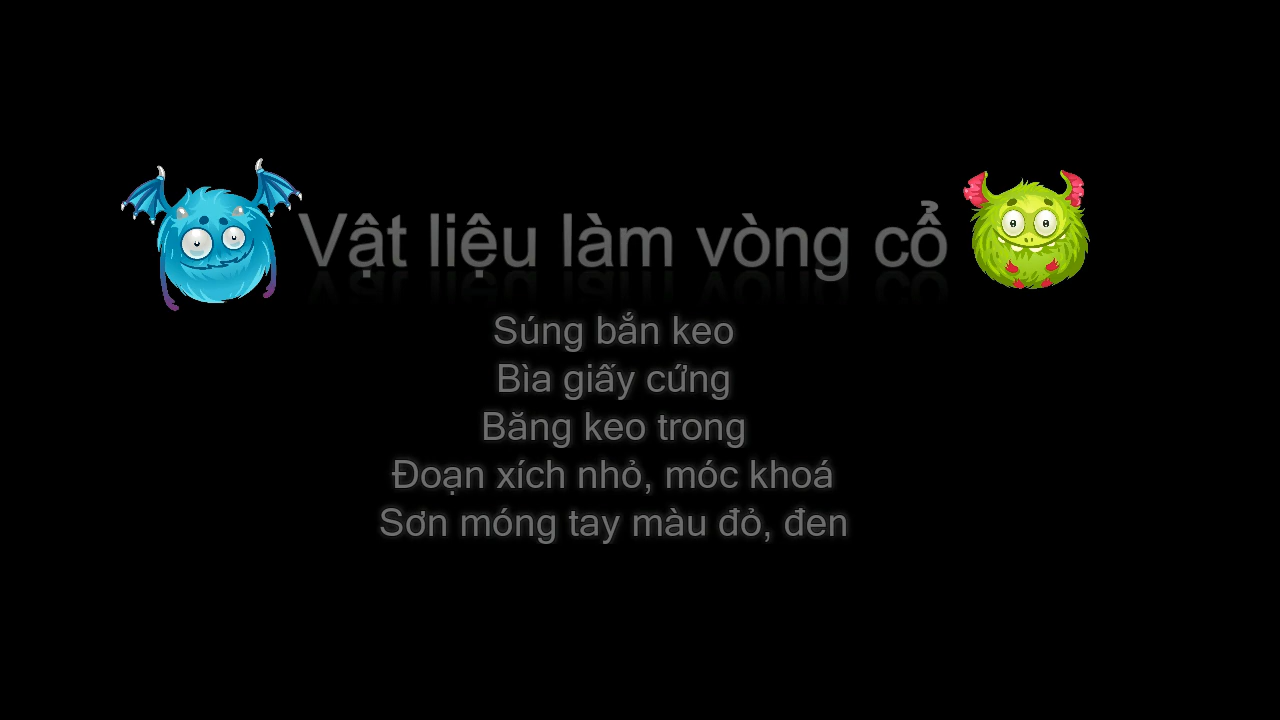 Vật liệu làm vòng cổ
Súng bắn keo
Bìa giấy cứng
Băng keo trong
Đoạn xích nhỏ, móc khoá
Sơn móng tay màu đỏ, đen